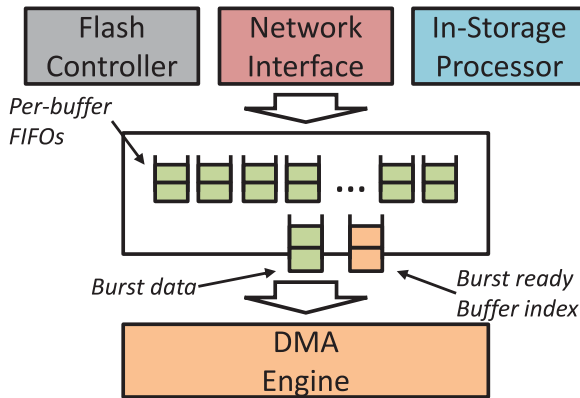 Flash
Controller
Network
Interface
In-Storage
Processor
Per-buffer
FIFOs
...
Burst data
Burst ready
Buffer index
DMA
Engine